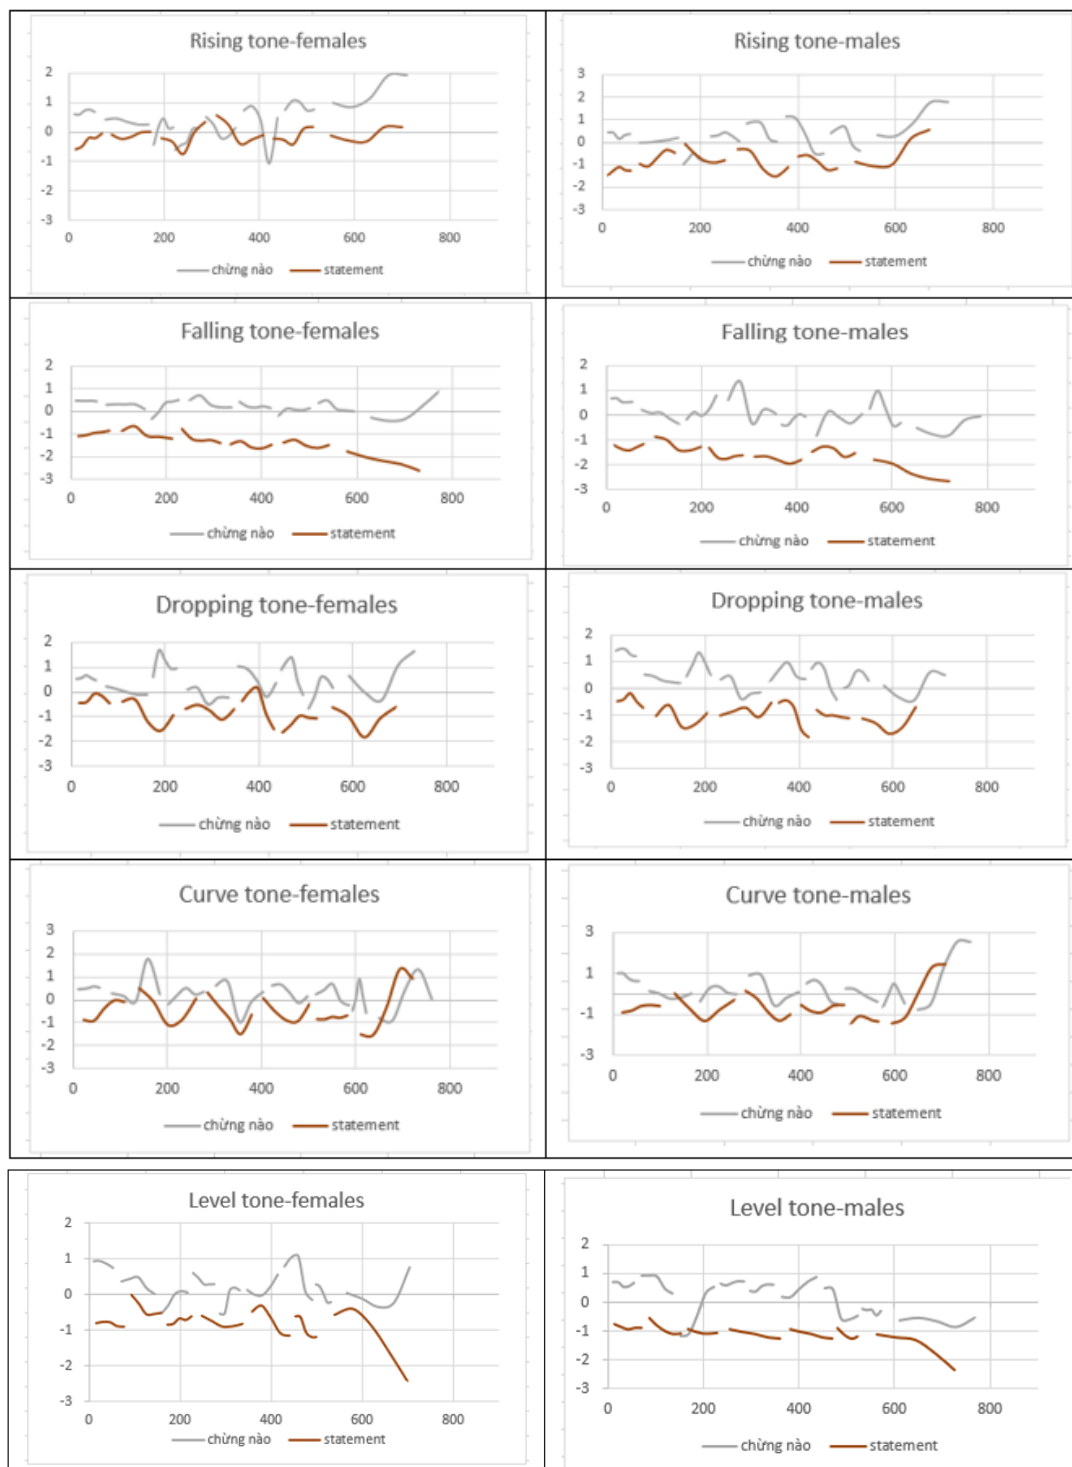 Rising tone-females
2
1
0
-1
-2
-3
0 200 400 600 800
chừng nào statement
Rising tone-males
3
2
1
0
-1
-2
-3
0 200 400 600 800
chừng nào statement
Falling tone-females
2
1
0
-1
-2
-3
0 200 400 600 800
chừng nào statement
Falling tone-males
2
1
0
-1
-2
-3
0 200 400 600 800
chừng nào statement
Dropping tone-females
2
1
0
-1
-2
-3
0 200 400 600 800
chừng nào statement
Dropping tone-males
2
1
0
-1
-2
-3
0 200 400 600 800
chừng nào statement
Curve tone-females
3
2
1
0
-1
-2
-3
0 200 400 600 800
chừng nào statement
Curve tone-males
3
1
-1
-3
0 200 400 600 800
chừng nào statement
Level tone-females
2
1
0
-1
-2
-3
0 200 400 600 800
chừng nào statement
Level tone-males
2
1
0
-1
-2
-3
0 200 400 600 800
chừng nào statement